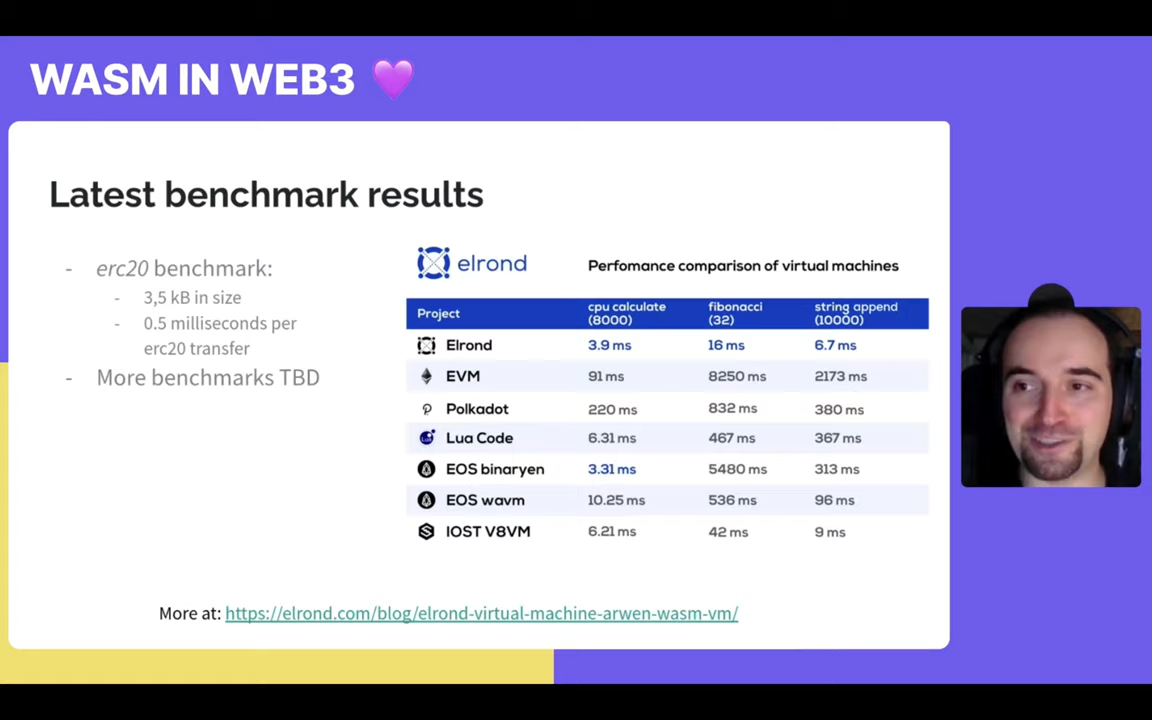 WASM IN WEB3 💜
Latest benchmark results
- erc20 benchmark:
- 3,5 kB in size
- 0.5 milliseconds per
erc20 transfer
- More benchmarks TBD
elrond
Perfomance comparison of virtual machines
Project cpu calculate (8000) fibonacci (32) string append (10000)
Elrond 3.9 ms 16 ms 6.7 ms
EVM 91 ms 8250 ms 2173 ms
Polkadot 220 ms 832 ms 380 ms
Lua Code 6.31 ms 467 ms 367 ms
EOS binaryen 3.31 ms 5480 ms 313 ms
EOS wavm 10.25 ms 536 ms 96 ms
IOST V8VM 6.21 ms 42 ms 9 ms
More at: https://elrond.com/blog/elrond-virtual-machine-arwen-wasm-vm/